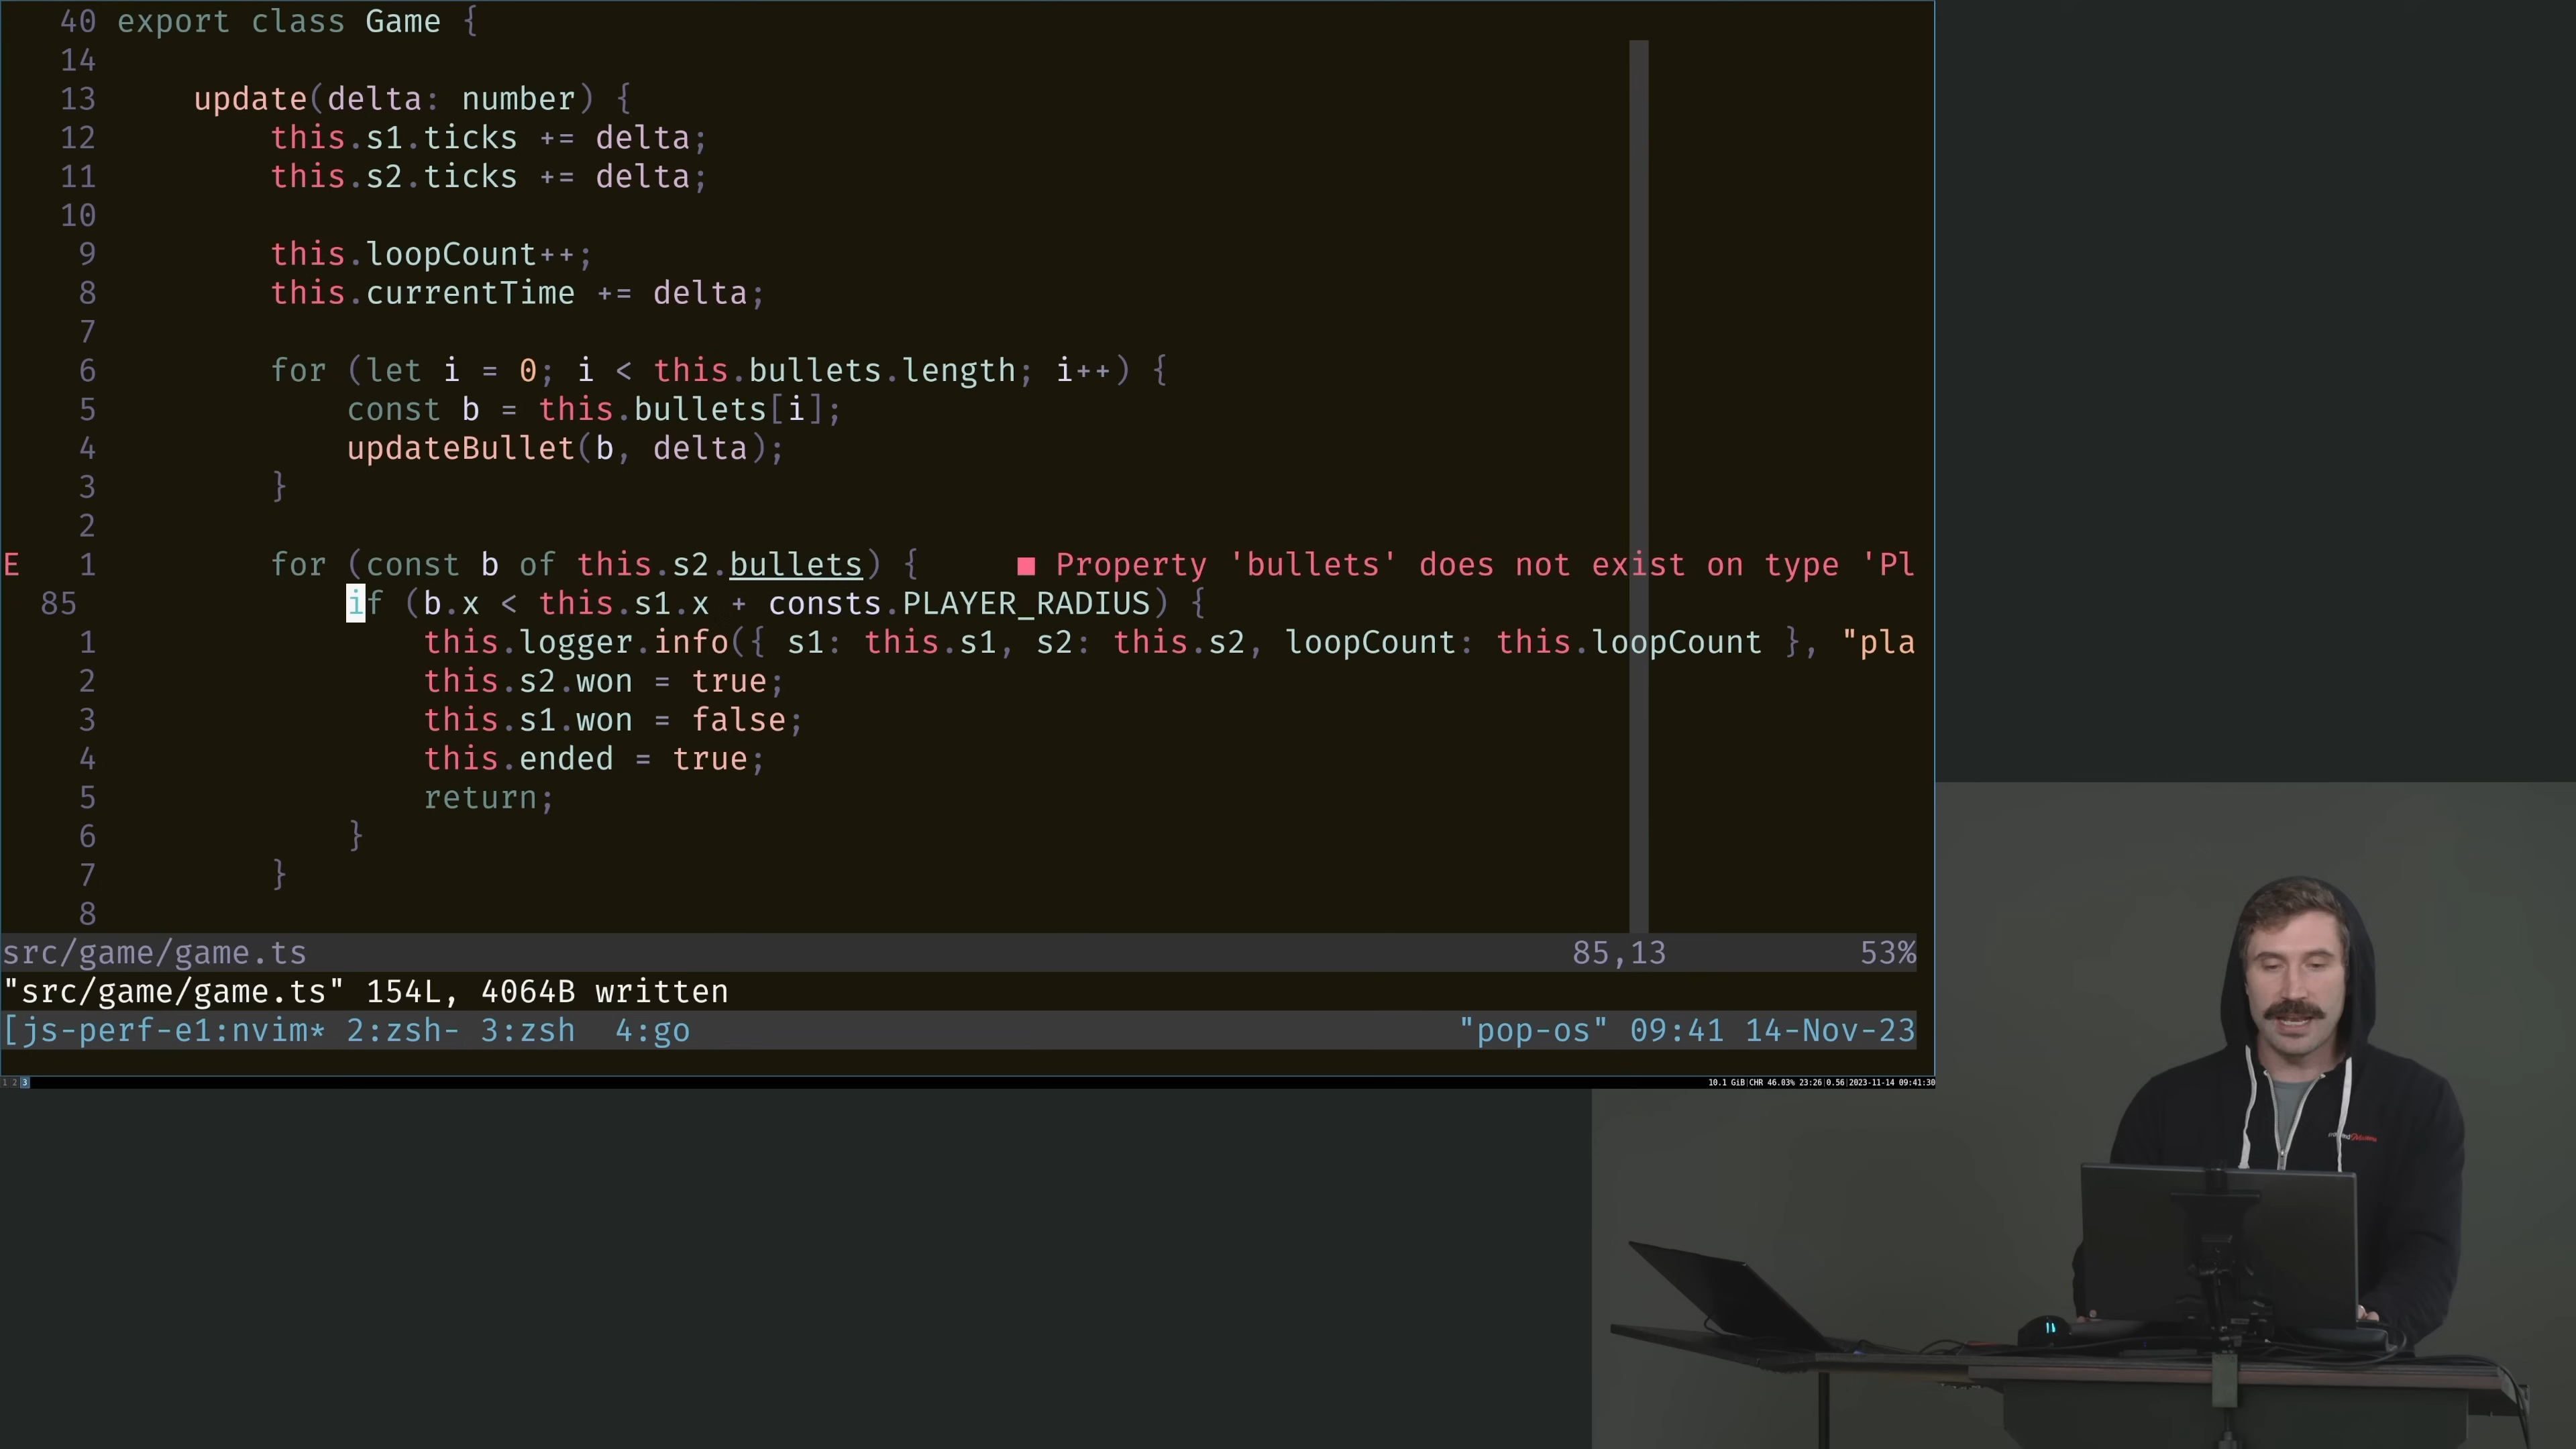 40 export class Game {
14
13 update(delta: number) {
12 this.s1.ticks += delta;
11 this.s2.ticks += delta;
10
9 this.loopCount++;
8 this.currentTime += delta;
7
6 for (let i = 0; i < this.bullets.length; i++) {
5 const b = this.bullets[i];
4 updateBullet(b, delta);
3 }
2
E 1 for (const b of this.s2.bullets) { ■ Property 'bullets' does not exist on type 'Pl
85 if (b.x < this.s1.x + consts.PLAYER_RADIUS) {
1 this.logger.info({ s1: this.s1, s2: this.s2, loopCount: this.loopCount }, "pla
2 this.s2.won = true;
3 this.s1.won = false;
4 this.ended = true;
5 return;
6 }
7 }
8
src/game/game.ts 85,13 53%
"src/game/game.ts" 154L, 4064B written
[js-perf-e1:nvim* 2:zsh- 3:zsh 4:go "pop-os" 09:41 14-Nov-23
1 2 3 10.1 GiB|CHR 46.03% 23:26|0.56|2023-11-14 09:41:30